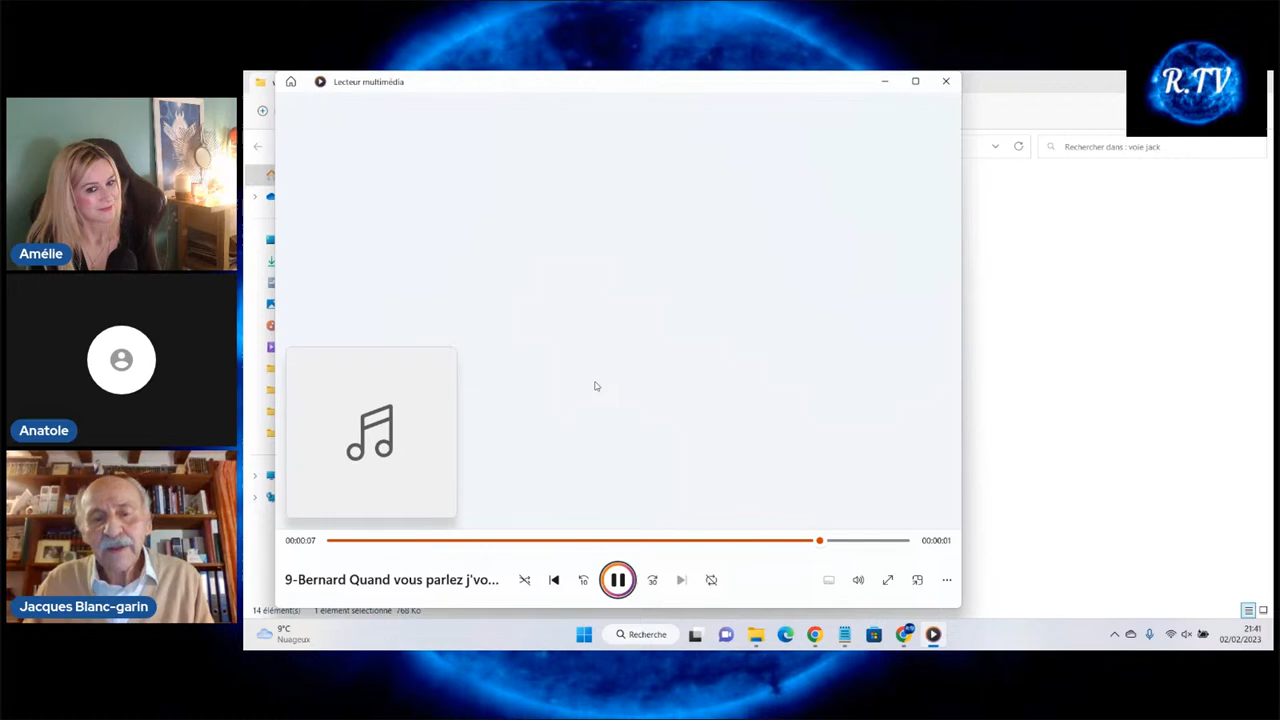 Lecteur multimédia
R.TV
Rechercher dans : voie jack
Amélie
Anatole
Jacques Blanc-garin
00:00:07
00:00:01
9-Bernard Quand vous parlez j'vo...
10
30
14 élément(s)
1 élément sélectionné 768 Ko
9°C
Nuageux
Recherche
21:41
02/02/2023